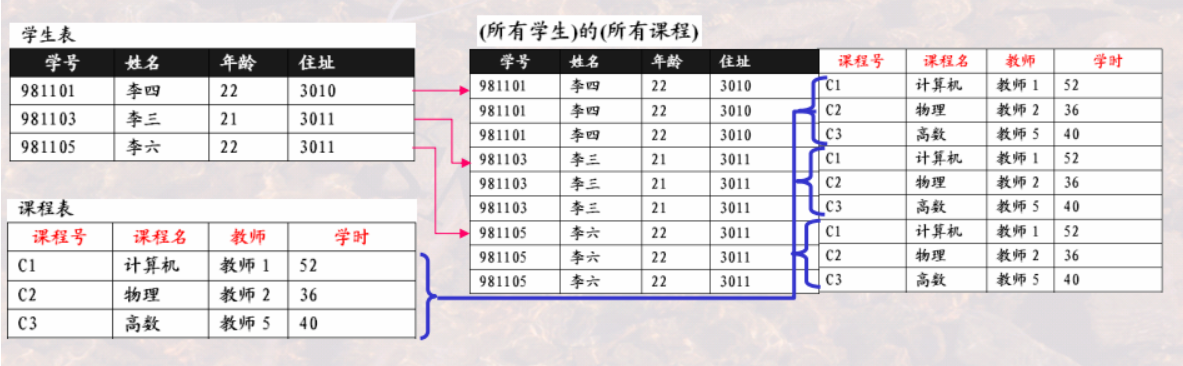 学生表
学号 姓名 年龄 住址
981101 李四 22 3010
981103 李三 21 3011
981105 李六 22 3011
课程表
课程号 课程名 教师 学时
C1 计算机 教师 1 52
C2 物理 教师 2 36
C3 高数 教师 5 40
(所有学生)的(所有课程)
学号 姓名 年龄 住址 课程号 课程名 教师 学时
981101 李四 22 3010 C1 计算机 教师 1 52
981101 李四 22 3010 C2 物理 教师 2 36
981101 李四 22 3010 C3 高数 教师 5 40
981103 李三 21 3011 C1 计算机 教师 1 52
981103 李三 21 3011 C2 物理 教师 2 36
981103 李三 21 3011 C3 高数 教师 5 40
981105 李六 22 3011 C1 计算机 教师 1 52
981105 李六 22 3011 C2 物理 教师 2 36
981105 李六 22 3011 C3 高数 教师 5 40